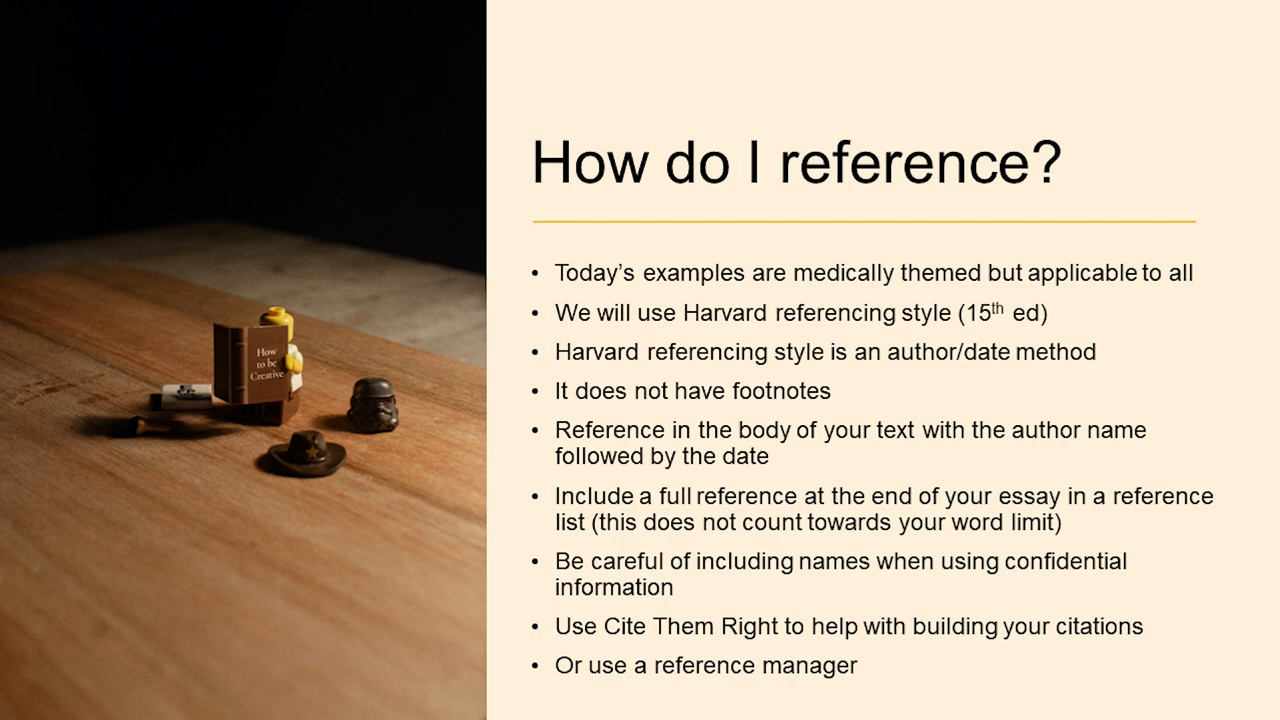 How do I reference?
• Today’s examples are medically themed but applicable to all
• We will use Harvard referencing style (15th ed)
• Harvard referencing style is an author/date method
• It does not have footnotes
• Reference in the body of your text with the author name
followed by the date
• Include a full reference at the end of your essay in a reference
list (this does not count towards your word limit)
• Be careful of including names when using confidential
information
• Use Cite Them Right to help with building your citations
• Or use a reference manager
How
to be
Creative